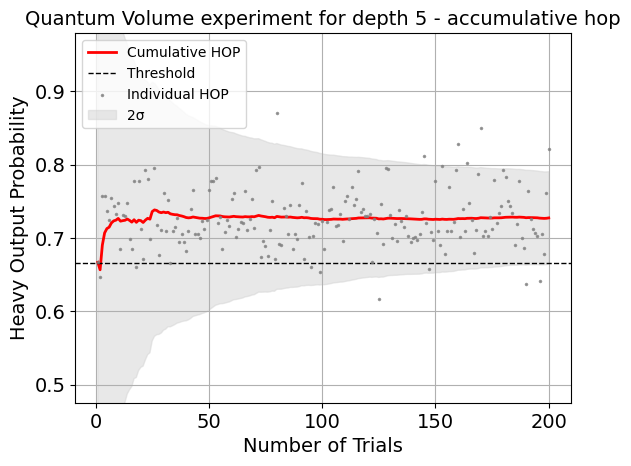 Quantum Volume experiment for depth 5 - accumulative hop
Cumulative HOP
Threshold
Individual HOP
2σ
Heavy Output Probability
0.9
0.8
0.7
0.6
0.5
0
50
100
150
200
Number of Trials